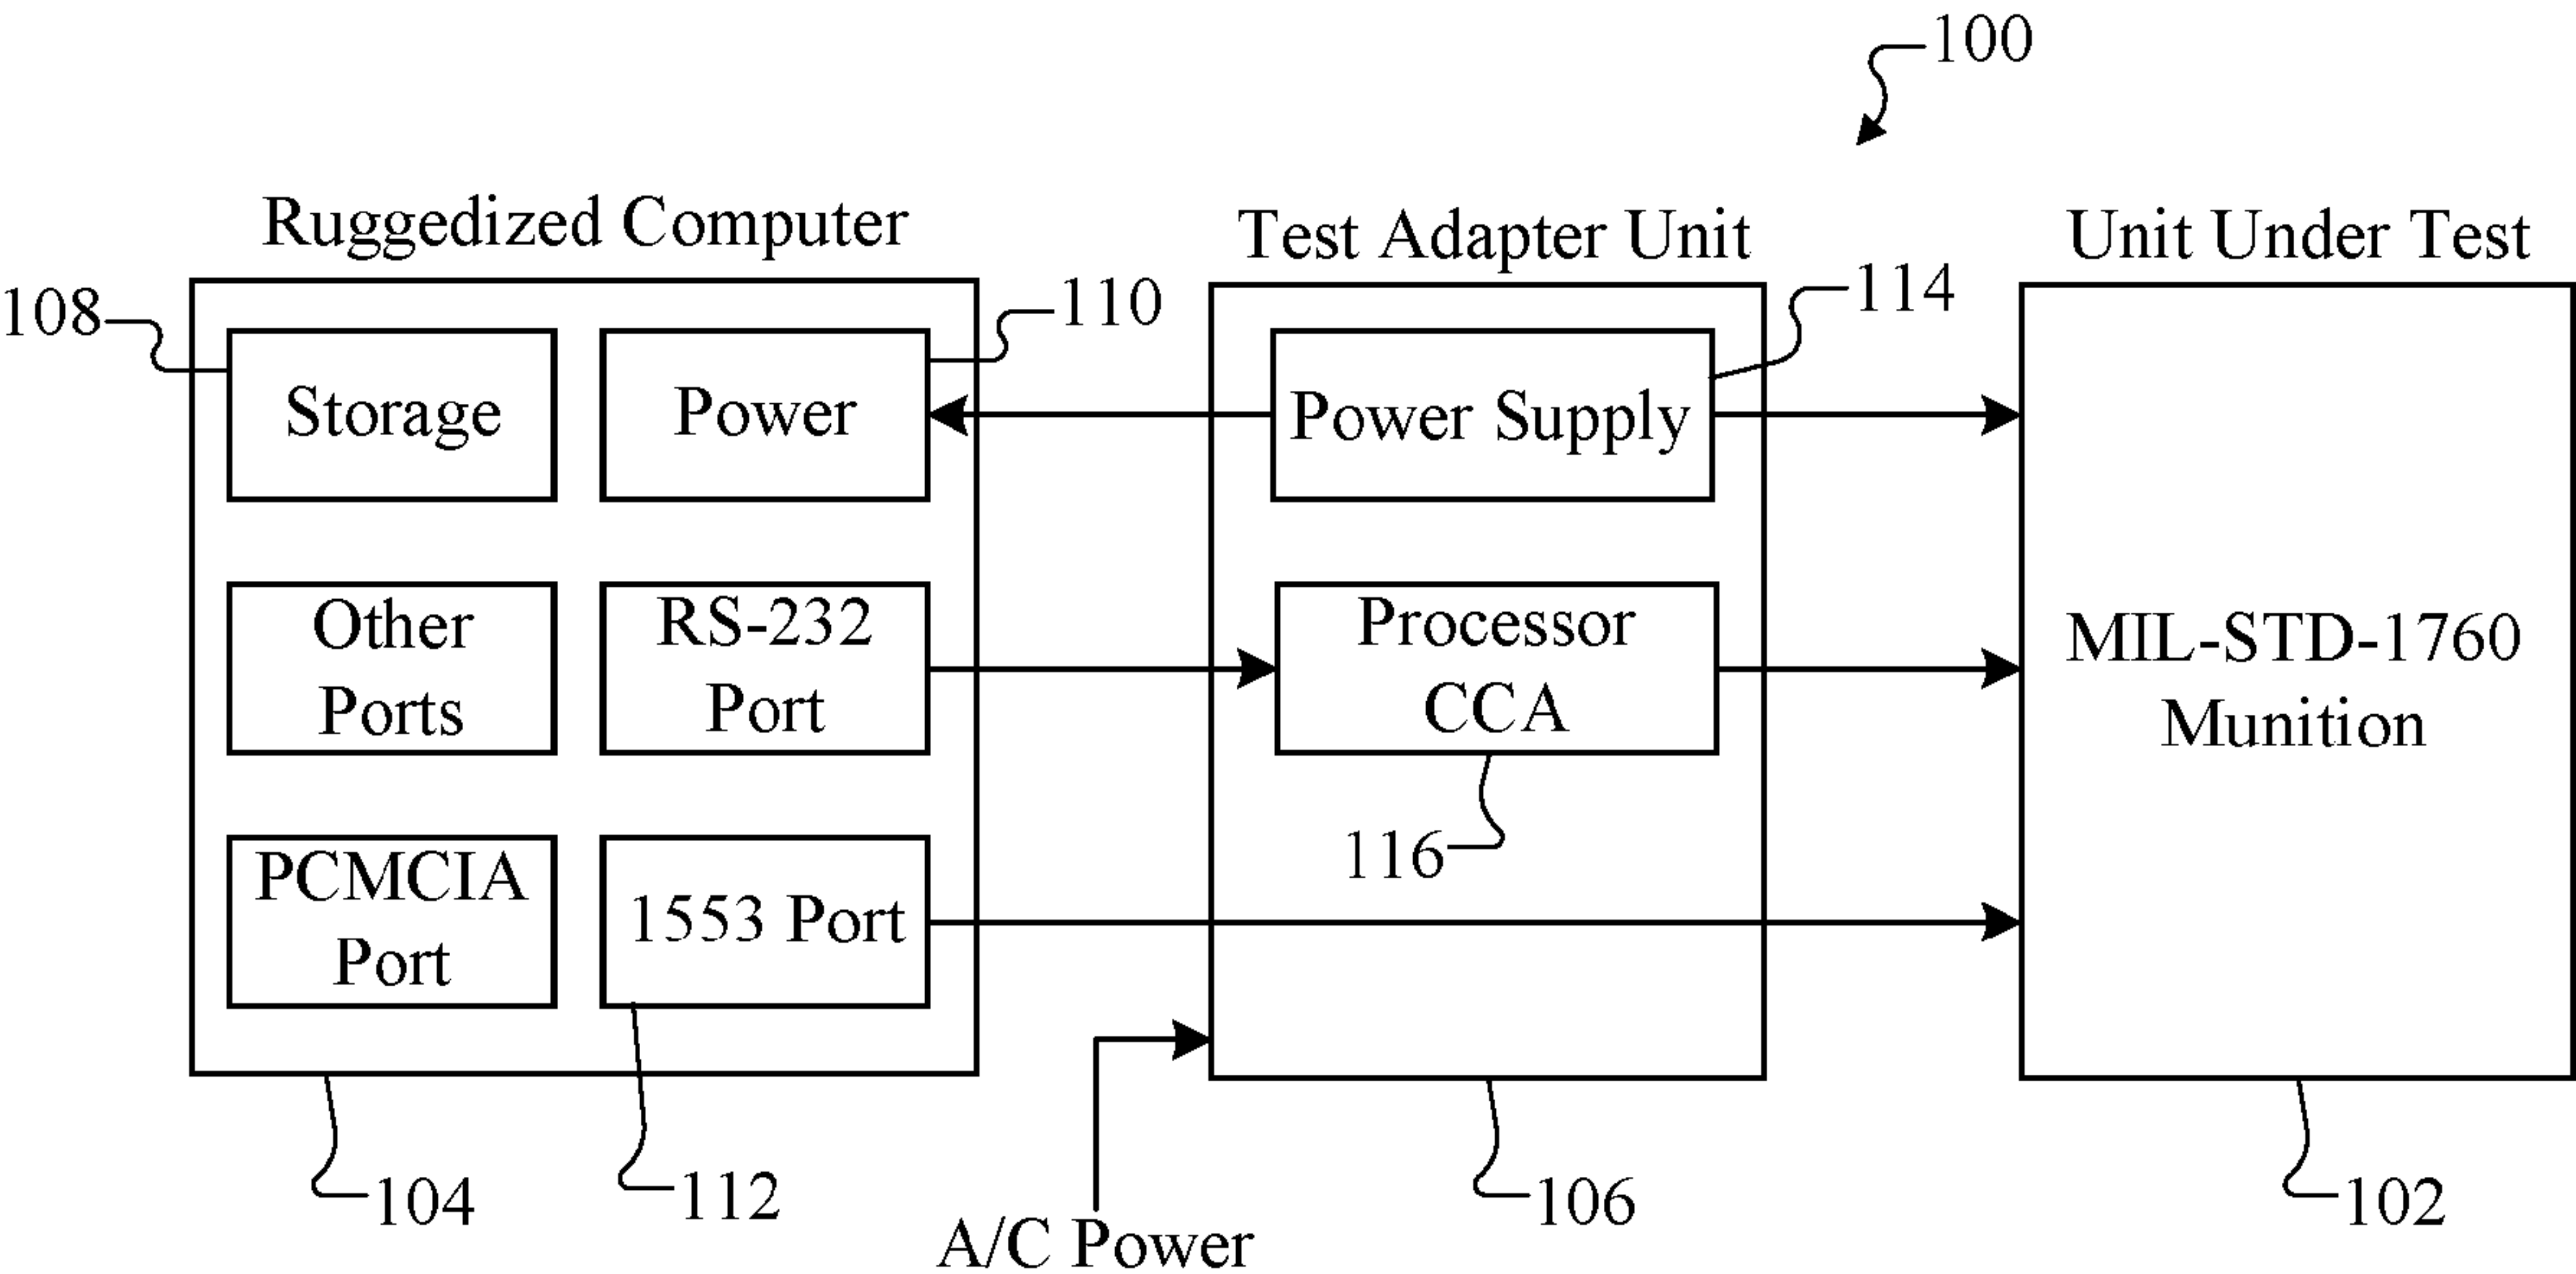 100
Ruggedized Computer
Test Adapter Unit
Unit Under Test
108
110
114
Storage
Power
Power Supply
Other
Ports
RS-232
Port
Processor
CCA
MIL-STD-1760
Munition
116
PCMCIA
Port
1553 Port
104
112
A/C Power
106
102